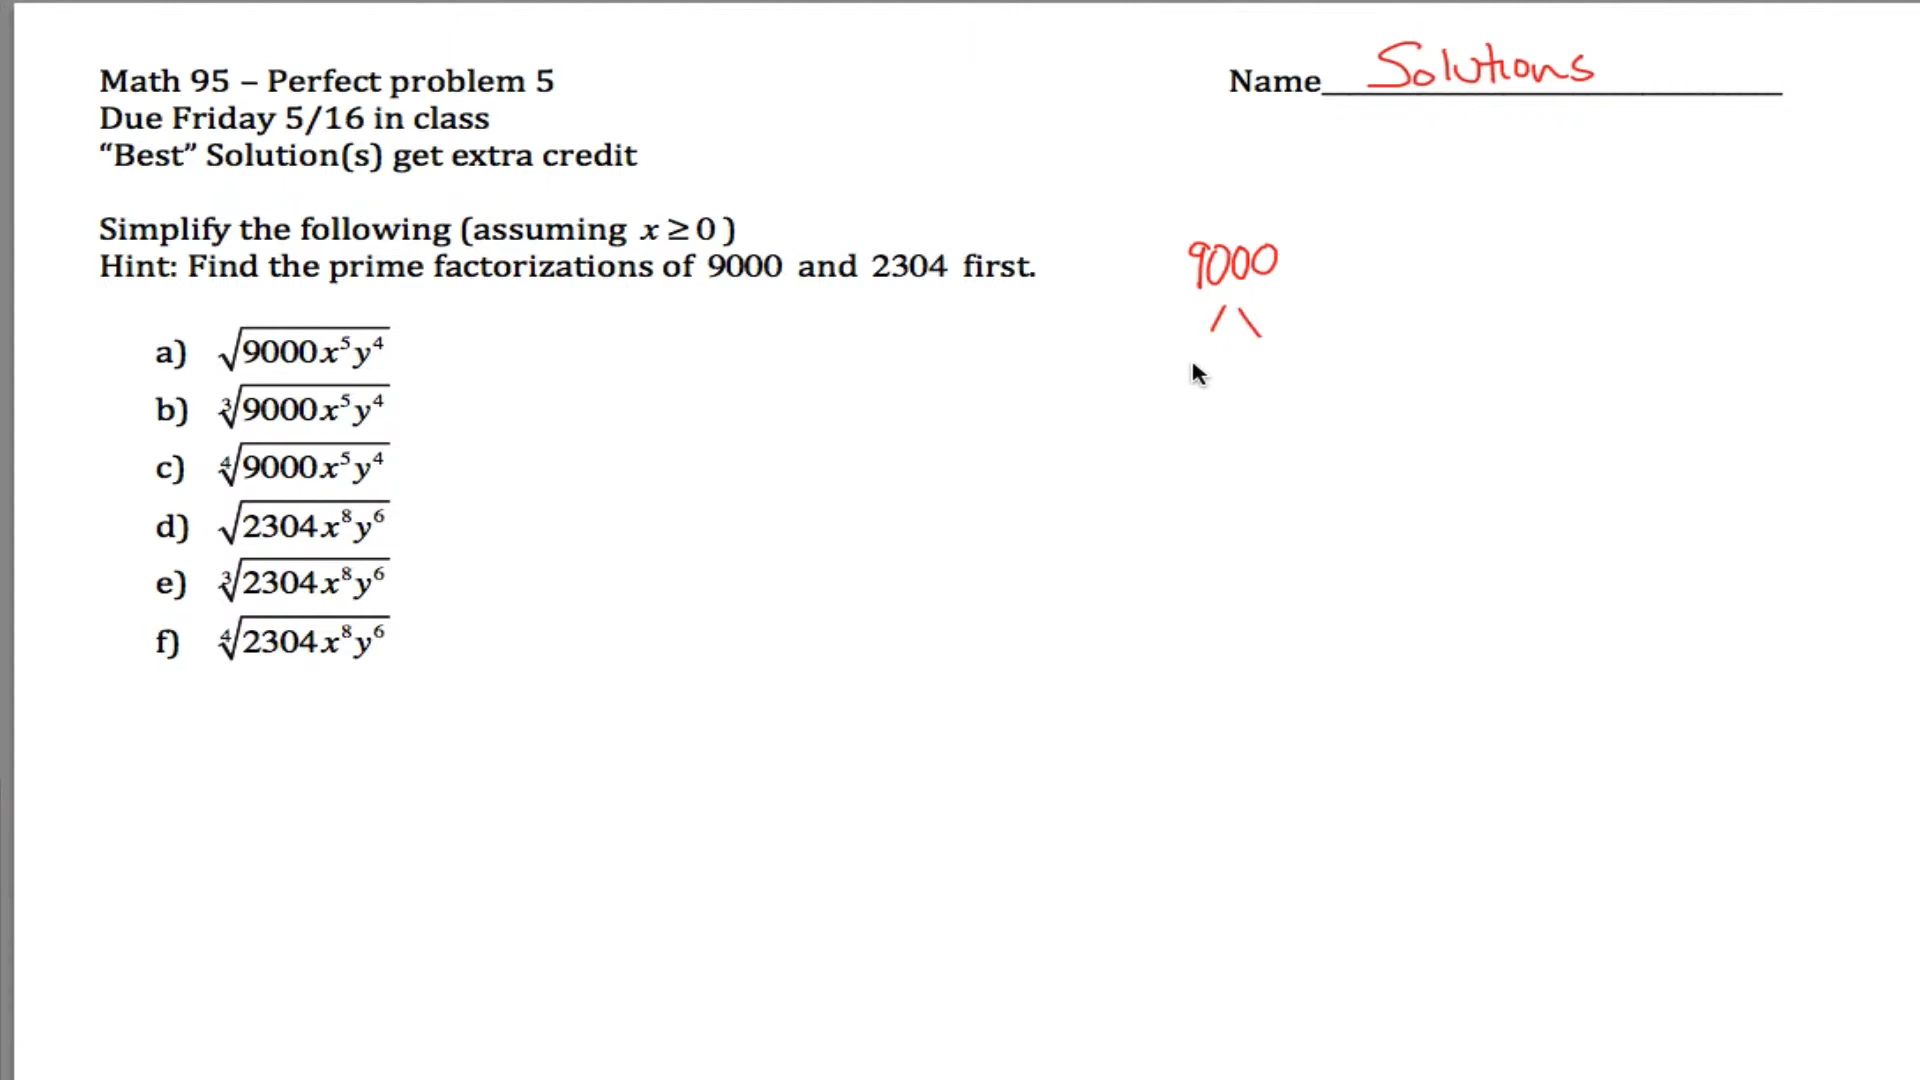 Math 95 – Perfect problem 5
Name Solutions
Due Friday 5/16 in class
“Best” Solution(s) get extra credit
Simplify the following (assuming x ≥ 0 )
Hint: Find the prime factorizations of 9000 and 2304 first.
9000
a) √(9000x⁵y⁴)
b) ∛(9000x⁵y⁴)
c) ∜(9000x⁵y⁴)
d) √(2304x⁸y⁶)
e) ∛(2304x⁸y⁶)
f) ∜(2304x⁸y⁶)